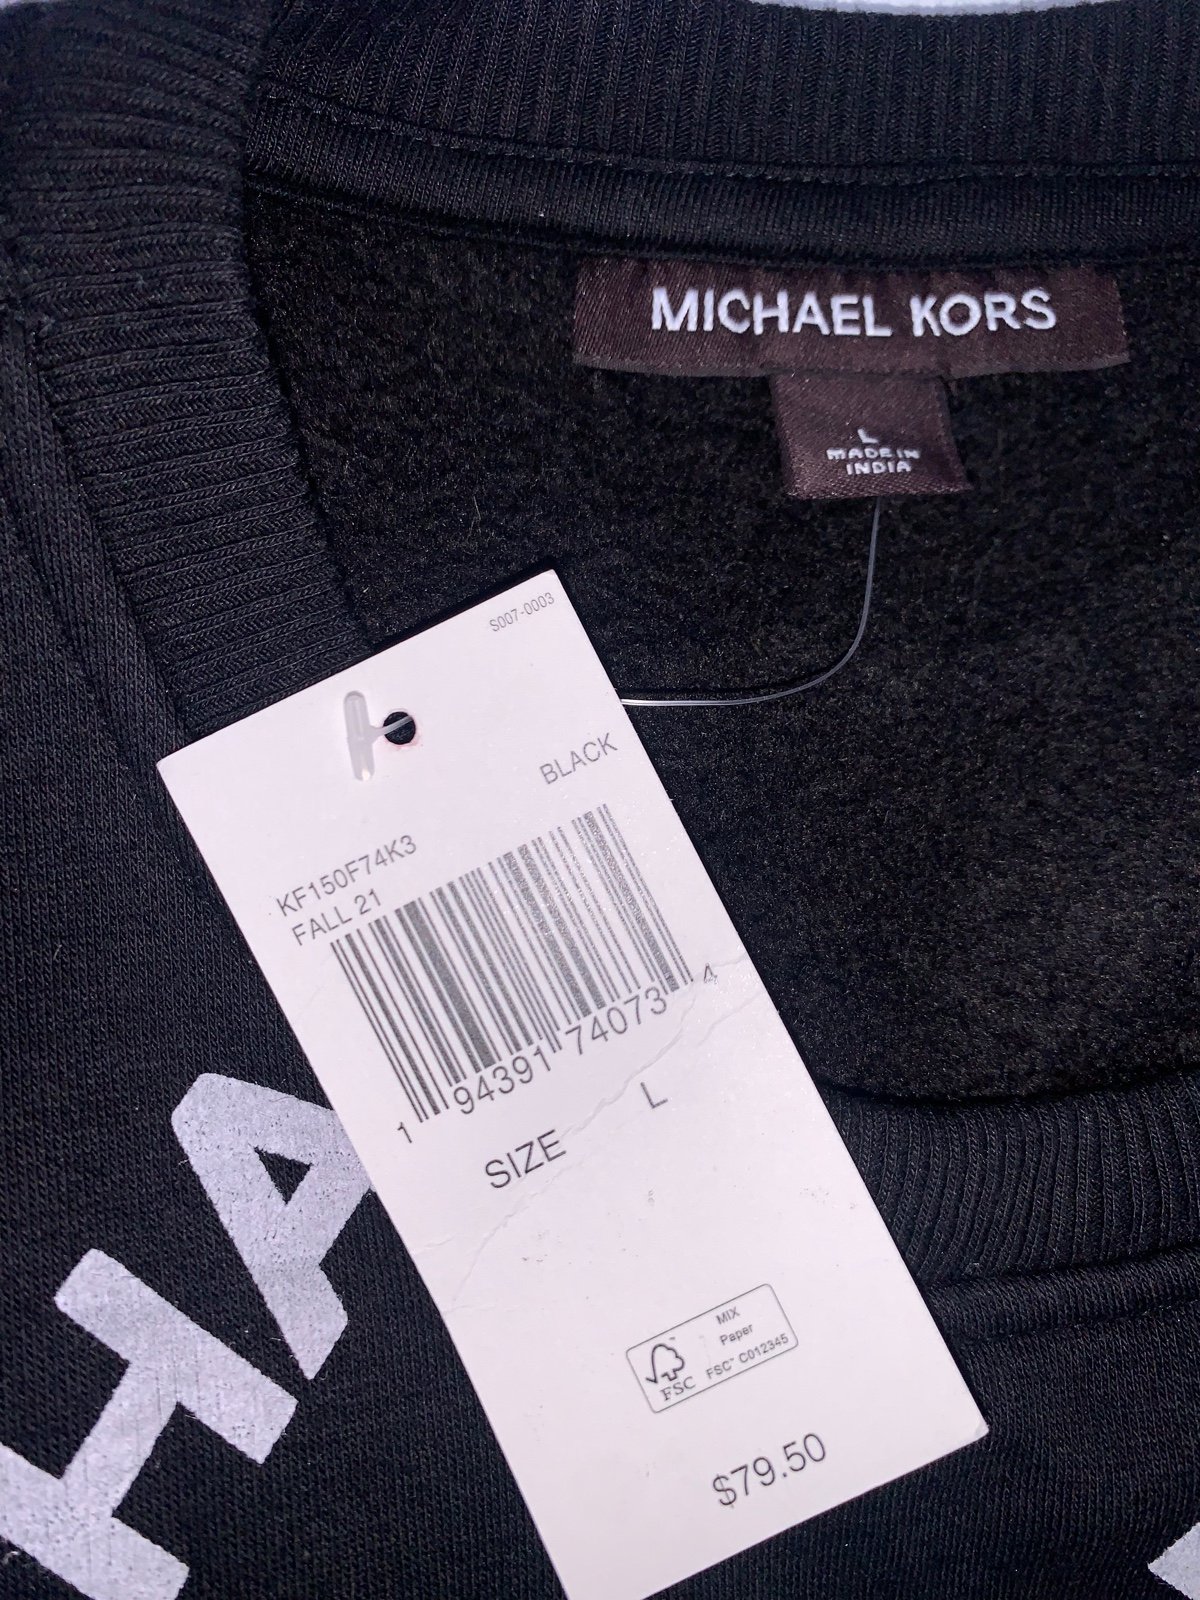 MICHAEL KORS
L
MADE IN
INDIA
S007-0003
BLACK
KF150F74K3
FALL 21
1 94391 74073 4
SIZE L
MIX
Paper
FSC™ C012345
FSC
$79.50
HA